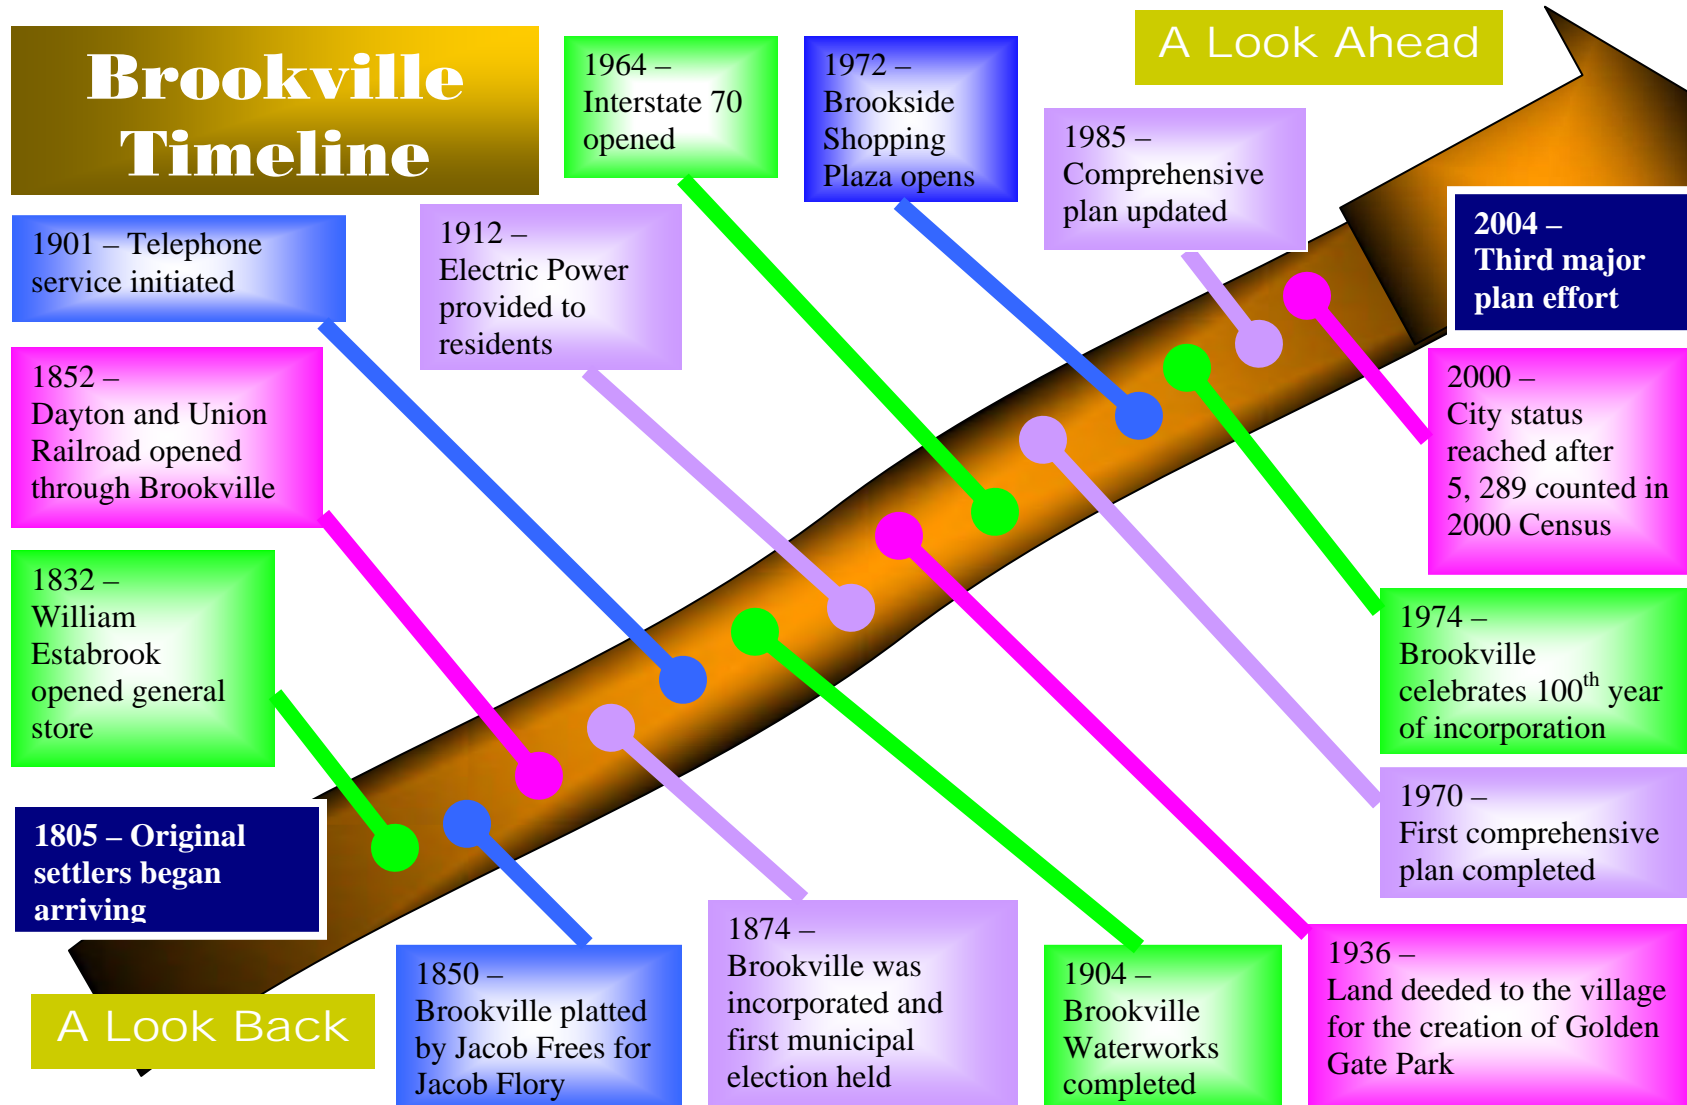 Brookville
Timeline
A Look Ahead
1964 –
Interstate 70
opened
1972 –
Brookside
Shopping
Plaza opens
1985 –
Comprehensive
plan updated
2004 –
Third major
plan effort
1901 – Telephone
service initiated
1912 –
Electric Power
provided to
residents
1852 –
Dayton and Union
Railroad opened
through Brookville
2000 –
City status
reached after
5, 289 counted in
2000 Census
1832 –
William
Estabrook
opened general
store
1974 –
Brookville
celebrates 100th year
of incorporation
1970 –
First comprehensive
plan completed
1805 – Original
settlers began
arriving
A Look Back
1850 –
Brookville platted
by Jacob Frees for
Jacob Flory
1874 –
Brookville was
incorporated and
first municipal
election held
1904 –
Brookville
Waterworks
completed
1936 –
Land deeded to the village
for the creation of Golden
Gate Park